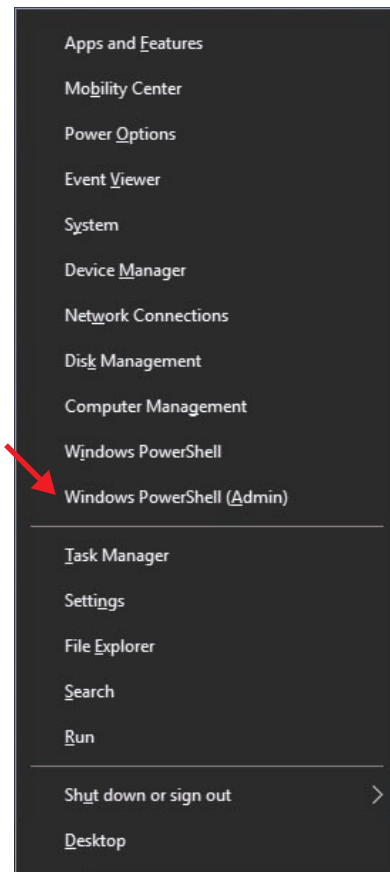 Apps and Features
Mobility Center
Power Options
Event Viewer
System
Device Manager
Network Connections
Disk Management
Computer Management
Windows PowerShell
Windows PowerShell (Admin)
Task Manager
Settings
File Explorer
Search
Run
Shut down or sign out
Desktop